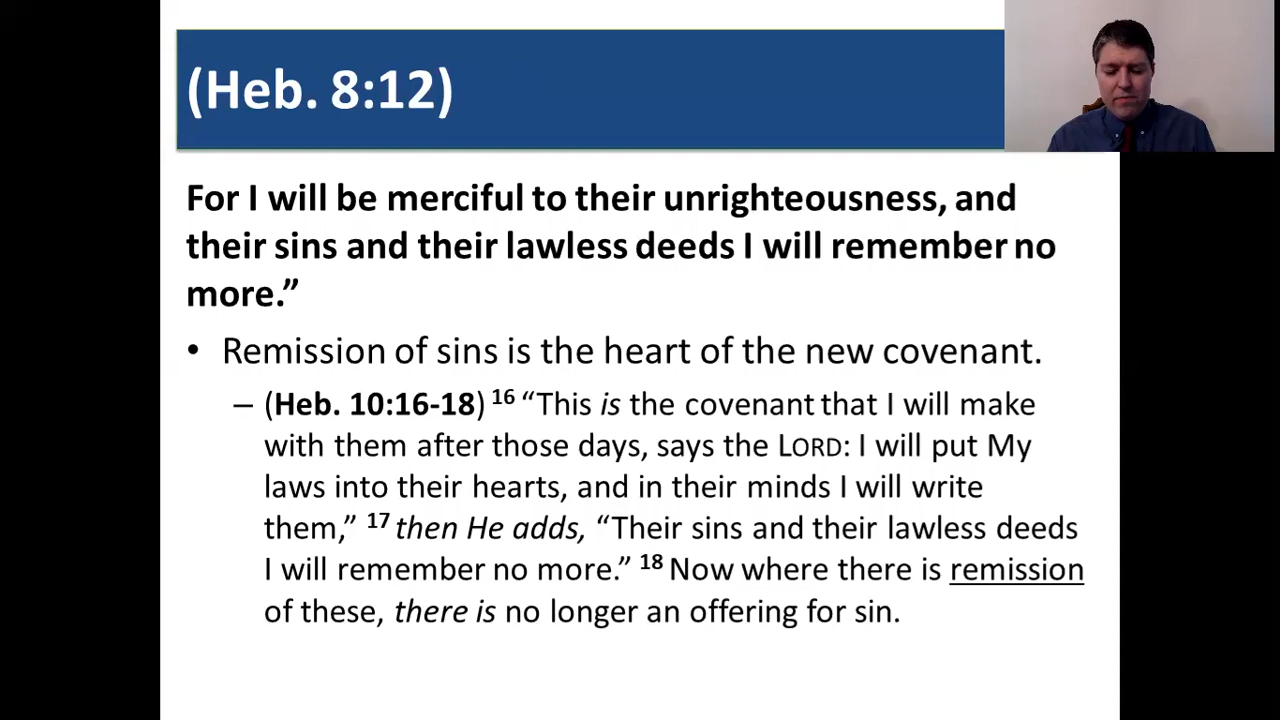 (Heb. 8:12)
For I will be merciful to their unrighteousness, and
their sins and their lawless deeds I will remember no
more.”
• Remission of sins is the heart of the new covenant.
– (Heb. 10:16-18) 16 “This is the covenant that I will make
with them after those days, says the LORD: I will put My
laws into their hearts, and in their minds I will write
them,” 17 then He adds, “Their sins and their lawless deeds
I will remember no more.” 18 Now where there is remission
of these, there is no longer an offering for sin.